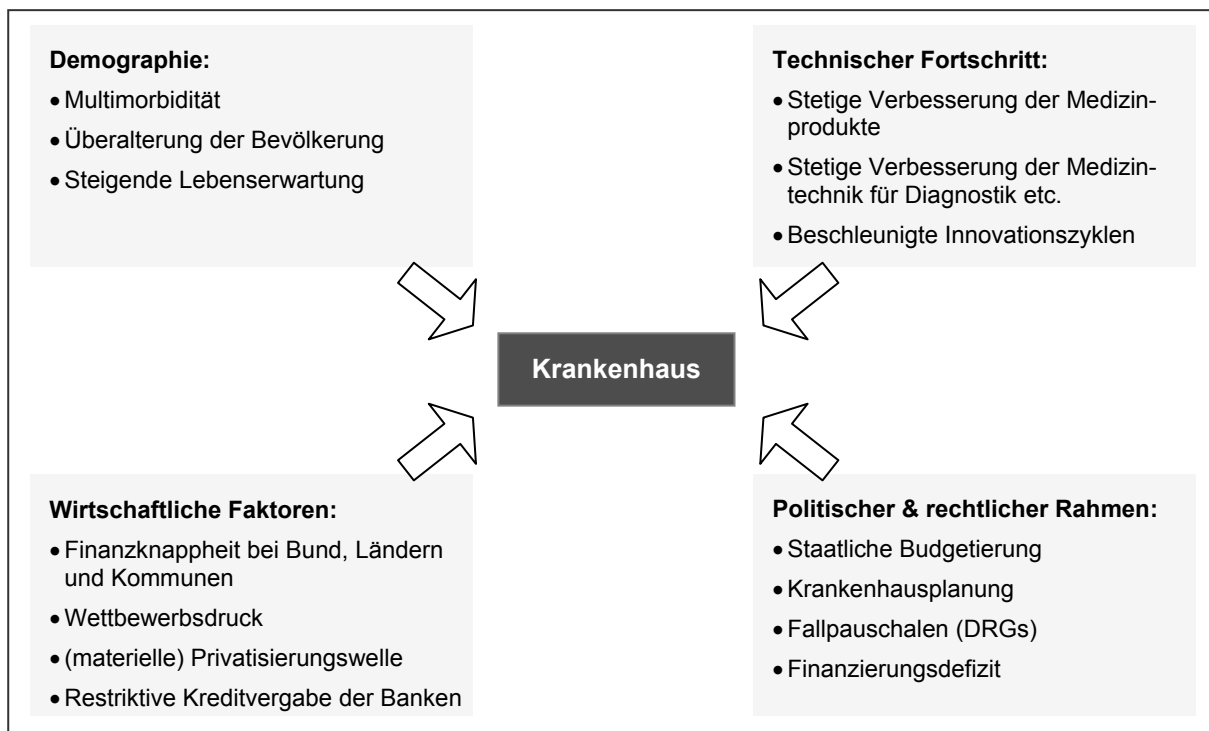 Demographie:
• Multimorbidität
• Überalterung der Bevölkerung
• Steigende Lebenserwartung
Technischer Fortschritt:
• Stetige Verbesserung der Medizin-
produkte
• Stetige Verbesserung der Medizin-
technik für Diagnostik etc.
• Beschleunigte Innovationszyklen
Krankenhaus
Wirtschaftliche Faktoren:
• Finanzknappheit bei Bund, Ländern
und Kommunen
• Wettbewerbsdruck
• (materielle) Privatisierungswelle
• Restriktive Kreditvergabe der Banken
Politischer & rechtlicher Rahmen:
• Staatliche Budgetierung
• Krankenhausplanung
• Fallpauschalen (DRGs)
• Finanzierungsdefizit